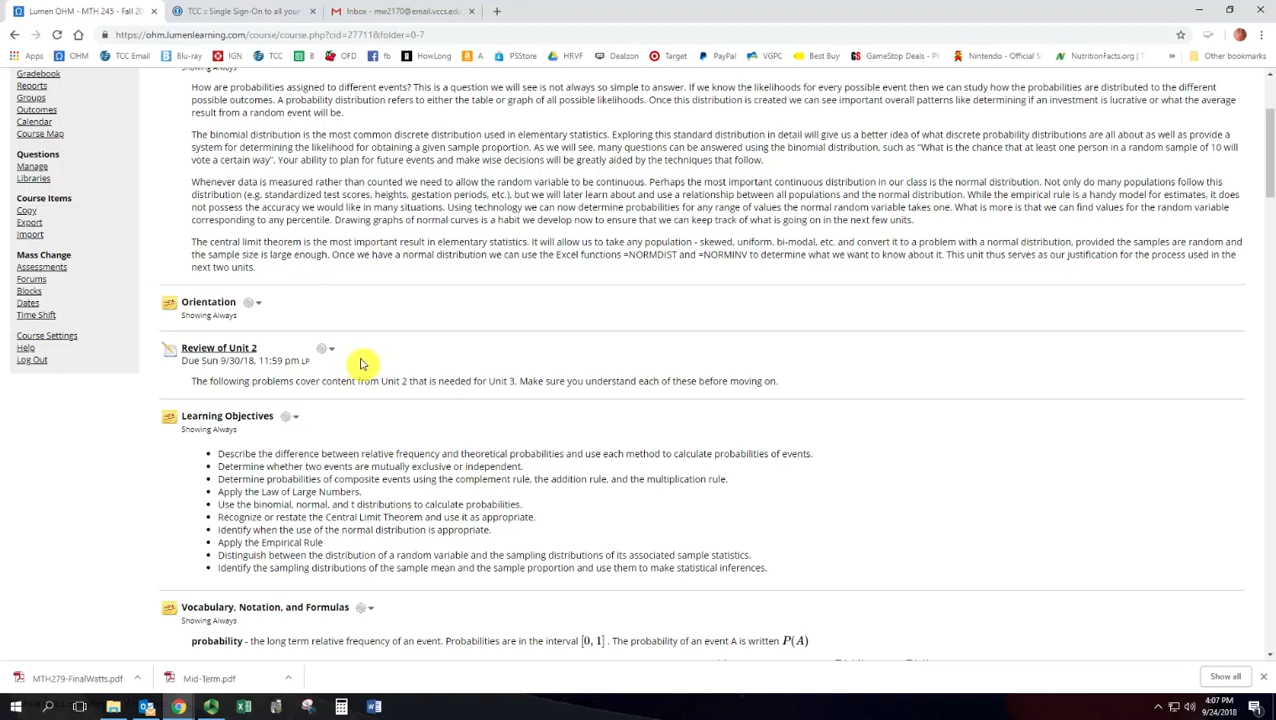 Lumen OHM - MTH 245 - Fall 20
TCC :: Single Sign-On to all your
Inbox - mw2170@email.vccs.edu
https://ohm.lumenlearning.com/course/course.php?cid=27711&folder=0-7
Apps OHM TCC Email Blu-ray IGN TCC B OFD fb HowLong A PSStore HRVF Dealzon Target PayPal VGPC Best Buy GameStop Deals - P Nintendo - Official S NutritionFacts.org | » Other bookmarks
Gradebook
Reports
Groups
Outcomes
Calendar
Course Map
Questions
Manage
Libraries
Course Items
Copy
Export
Import
Mass Change
Assessments
Forums
Blocks
Dates
Time Shift
Course Settings
Help
Log Out
Showing Always
How are probabilities assigned to different events? This is a question we will see is not always so simple to answer. If we know the likelihoods for every possible event then we can study how the probabilities are distributed to the different
possible outcomes. A probability distribution refers to either the table or graph of all possible likelihoods. Once this distribution is created we can see important overall patterns like determining if an investment is lucrative or what the average
result from a random event will be.
The binomial distribution is the most common discrete distribution used in elementary statistics. Exploring this standard distribution in detail will give us a better idea of what discrete probability distributions are all about as well as provide a
system for determining the likelihood for obtaining a given sample proportion. As we will see, many questions can be answered using the binomial distribution, such as "What is the chance that at least one person in a random sample of 10 will
vote a certain way". Your ability to plan for future events and make wise decisions will be greatly aided by the techniques that follow.
Whenever data is measured rather than counted we need to allow the random variable to be continuous. Perhaps the most important continuous distribution in our class is the normal distribution. Not only do many populations follow this
distribution (e.g. standardized test scores, heights, gestation periods, etc.), but we will later learn about and use a relationship between all populations and the normal distribution. While the empirical rule is a handy model for estimates, it does
not possess the accuracy we would like in many situations. Using technology we can now determine probabilities for any range of values the normal random variable takes one. What is more is that we can find values for the random variable
corresponding to any percentile. Drawing graphs of normal curves is a habit we develop now to ensure that we can keep track of what is going on in the next few units.
The central limit theorem is the most important result in elementary statistics. It will allow us to take any population - skewed, uniform, bi-modal, etc. and convert it to a problem with a normal distribution, provided the samples are random and
the sample size is large enough. Once we have a normal distribution we can use the Excel functions =NORMDIST and =NORMINV to determine what we want to know about it. This unit thus serves as our justification for the process used in the
next two units.
Orientation
Showing Always
Review of Unit 2
Due Sun 9/30/18, 11:59 pm LP
The following problems cover content from Unit 2 that is needed for Unit 3. Make sure you understand each of these before moving on.
Learning Objectives
Showing Always
• Describe the difference between relative frequency and theoretical probabilities and use each method to calculate probabilities of events.
• Determine whether two events are mutually exclusive or independent.
• Determine probabilities of composite events using the complement rule, the addition rule, and the multiplication rule.
• Apply the Law of Large Numbers.
• Use the binomial, normal, and t distributions to calculate probabilities.
• Recognize or restate the Central Limit Theorem and use it as appropriate.
• Identify when the use of the normal distribution is appropriate.
• Apply the Empirical Rule
• Distinguish between the distribution of a random variable and the sampling distributions of its associated sample statistics.
• Identify the sampling distributions of the sample mean and the sample proportion and use them to make statistical inferences.
Vocabulary, Notation, and Formulas
Showing Always
probability - the long term relative frequency of an event. Probabilities are in the interval [0, 1] . The probability of an event A is written P(A)
MTH279-FinalWatts.pdf
Mid-Term.pdf
Show all
4:07 PM
9/24/2018